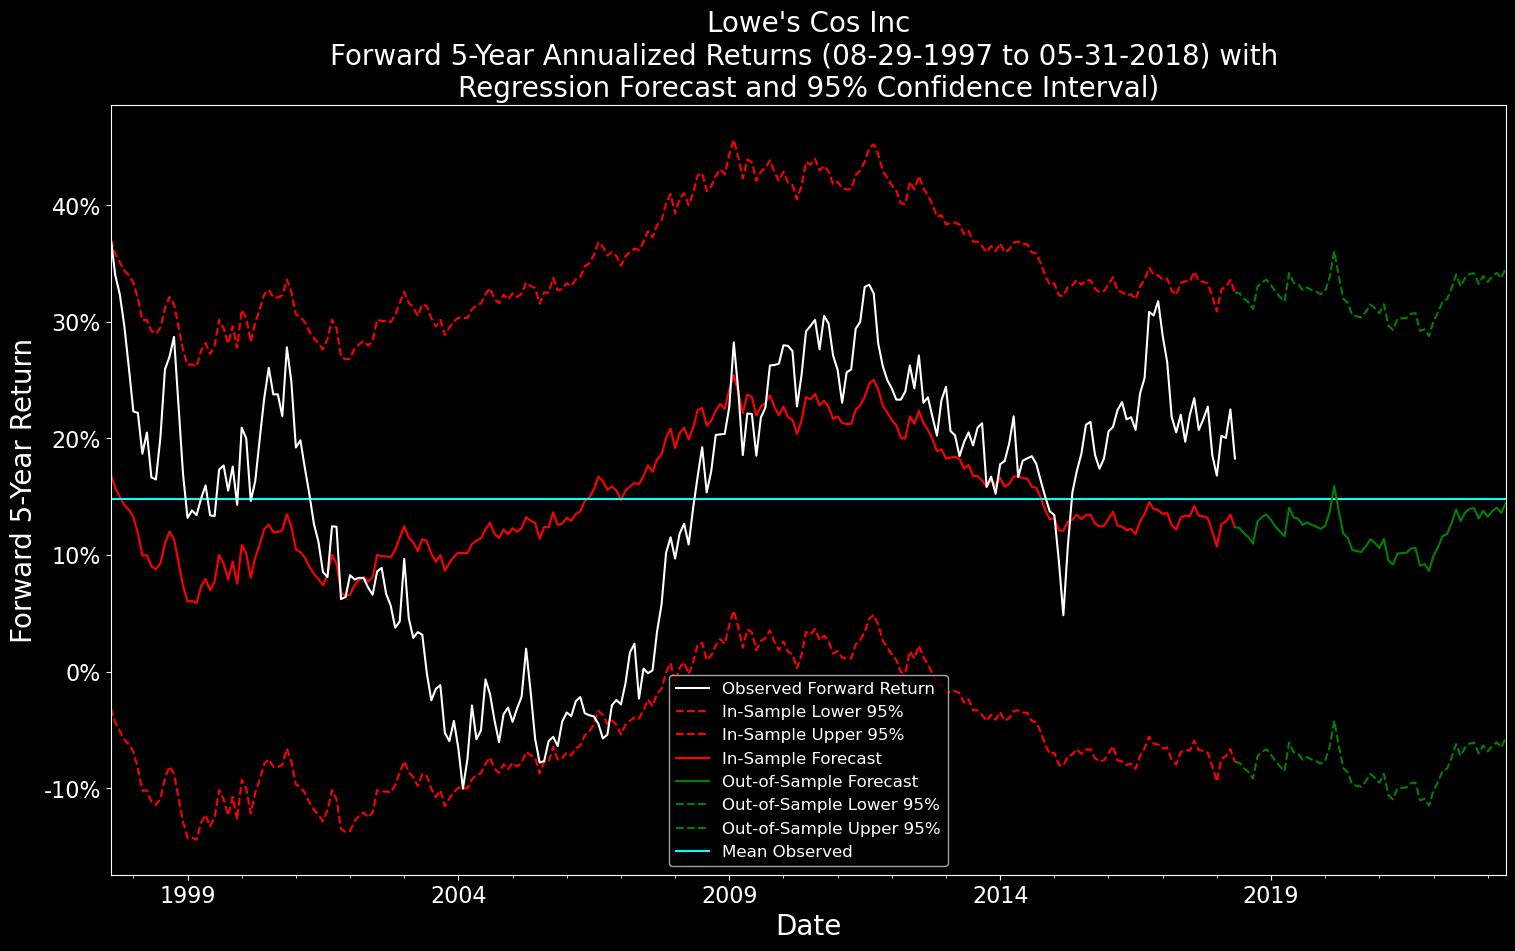 Lowe's Cos Inc
Forward 5-Year Annualized Returns (08-29-1997 to 05-31-2018) with
Regression Forecast and 95% Confidence Interval)
Forward 5-Year Return
40%
30%
20%
10%
0%
-10%
Observed Forward Return
In-Sample Lower 95%
In-Sample Upper 95%
In-Sample Forecast
Out-of-Sample Forecast
Out-of-Sample Lower 95%
Out-of-Sample Upper 95%
Mean Observed
1999 2004 2009 2014 2019
Date